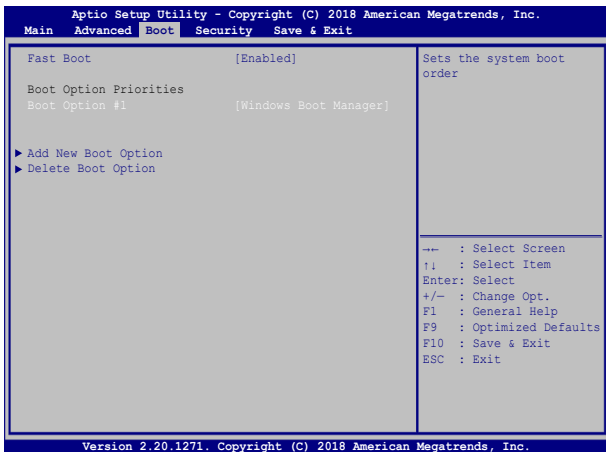 Aptio Setup Utility - Copyright (C) 2018 American Megatrends, Inc.
Main Advanced Boot Security Save & Exit
Fast Boot [Enabled]
Boot Option Priorities
Boot Option #1 [Windows Boot Manager]
▶ Add New Boot Option
▶ Delete Boot Option
Sets the system boot
order
→← : Select Screen
↑↓ : Select Item
Enter: Select
+/— : Change Opt.
F1 : General Help
F9 : Optimized Defaults
F10 : Save & Exit
ESC : Exit
Version 2.20.1271. Copyright (C) 2018 American Megatrends, Inc.